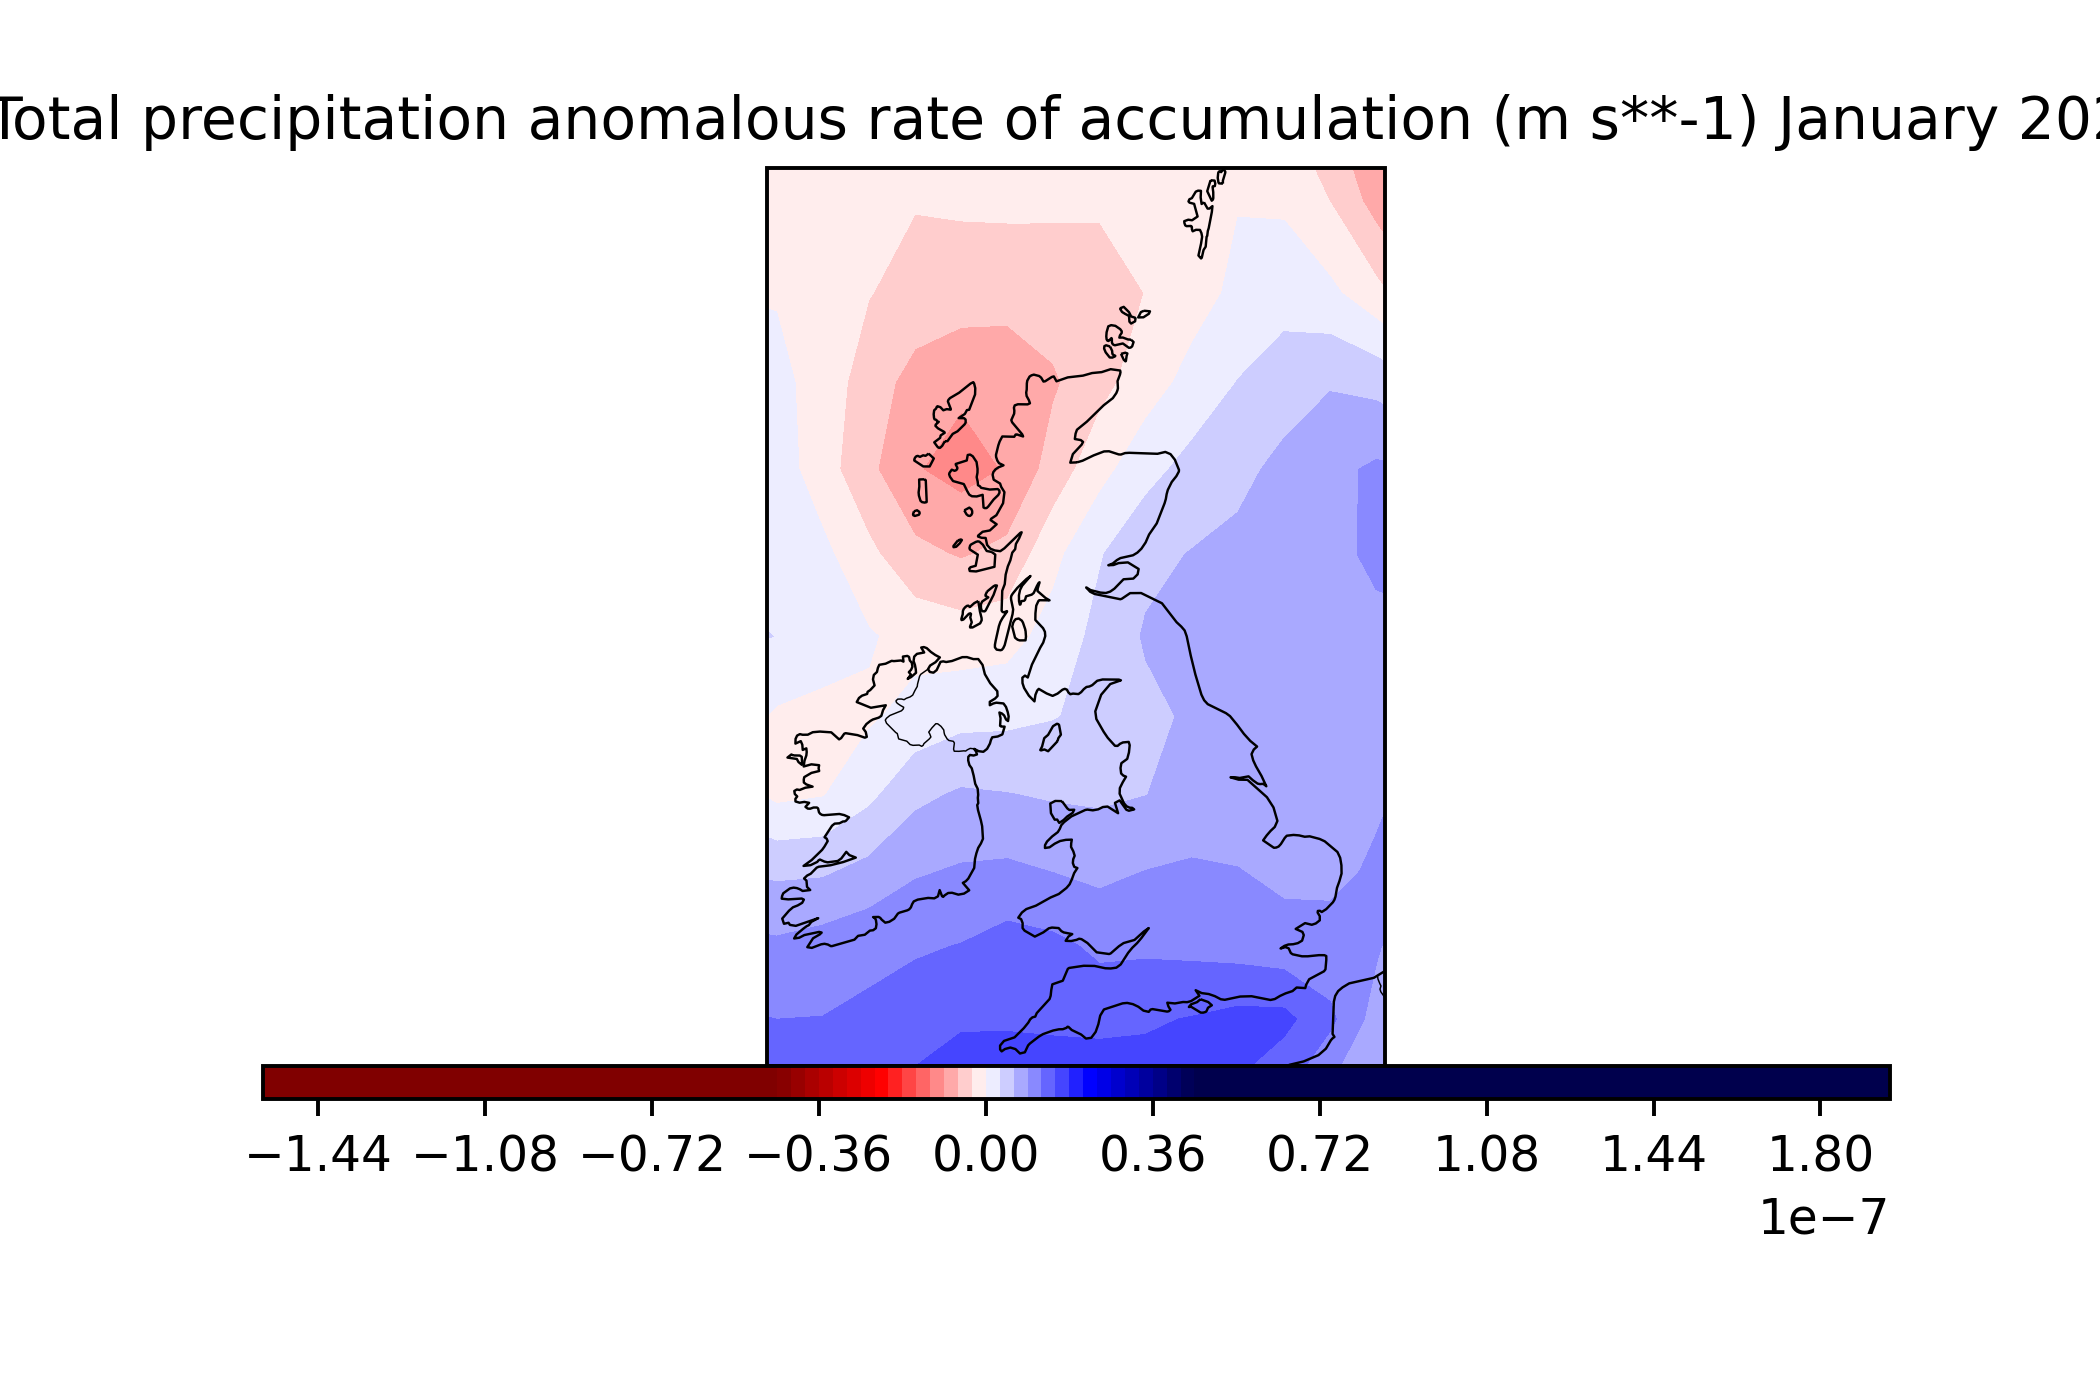 Total precipitation anomalous rate of accumulation (m s**-1) January 202
−1.44 −1.08 −0.72 −0.36 0.00 0.36 0.72 1.08 1.44 1.80
1e−7